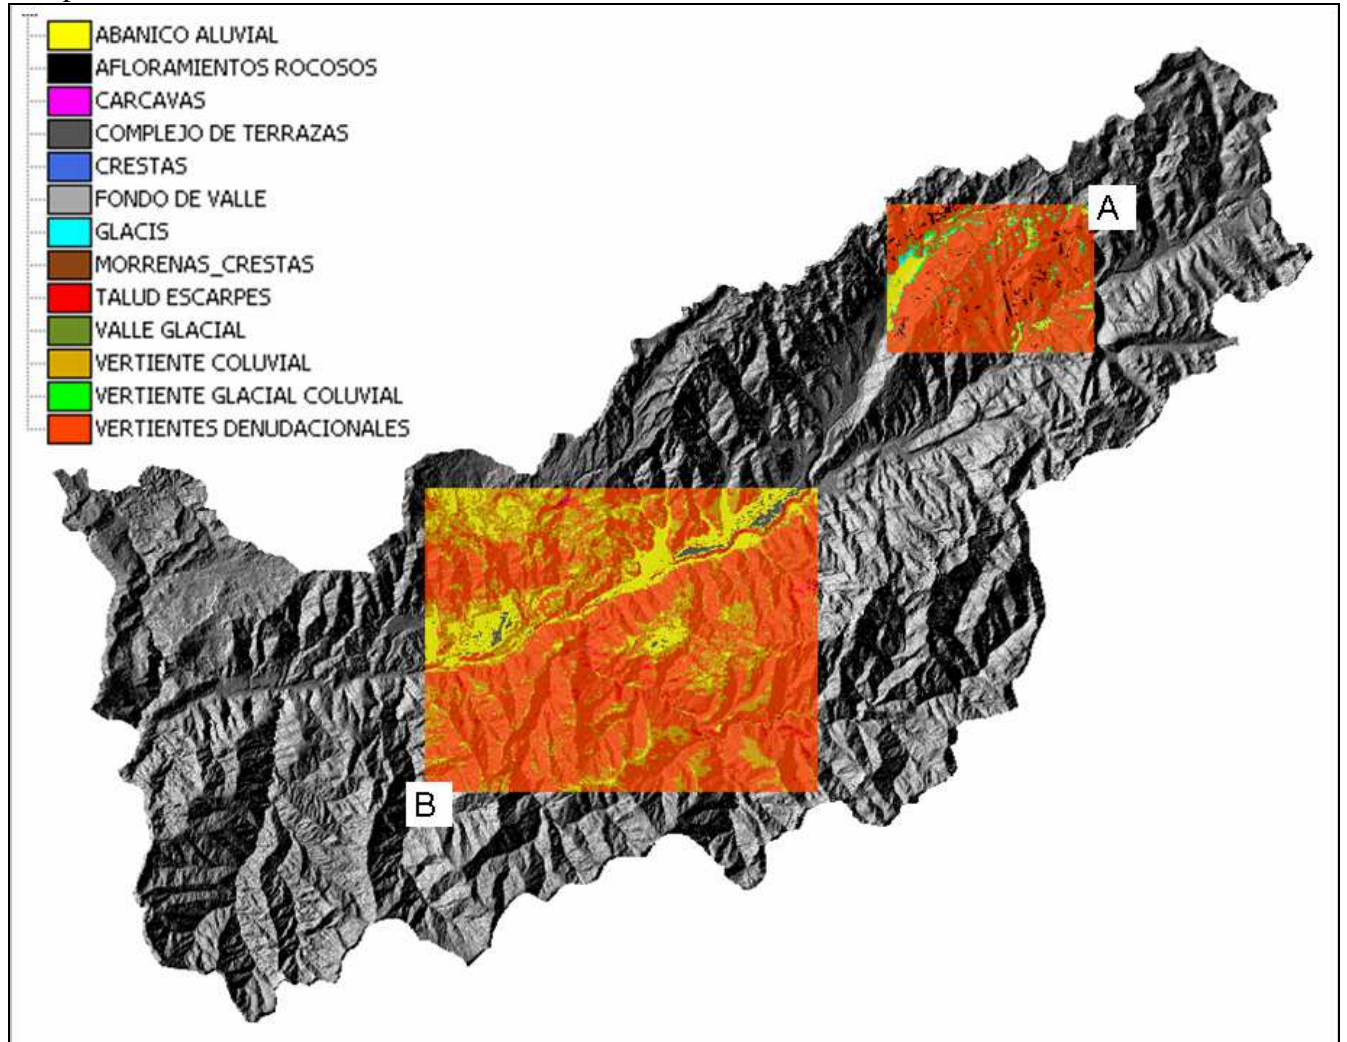 ABANICO ALUVIAL
AFLORAMIENTOS ROCOSOS
CARCAVAS
COMPLEJO DE TERRAZAS
CRESTAS
FONDO DE VALLE
GLACIS
MORRENAS_CRESTAS
TALUD ESCARPES
VALLE GLACIAL
VERTIENTE COLUVIAL
VERTIENTE GLACIAL COLUVIAL
VERTIENTES DENUDACIONALES
A
B